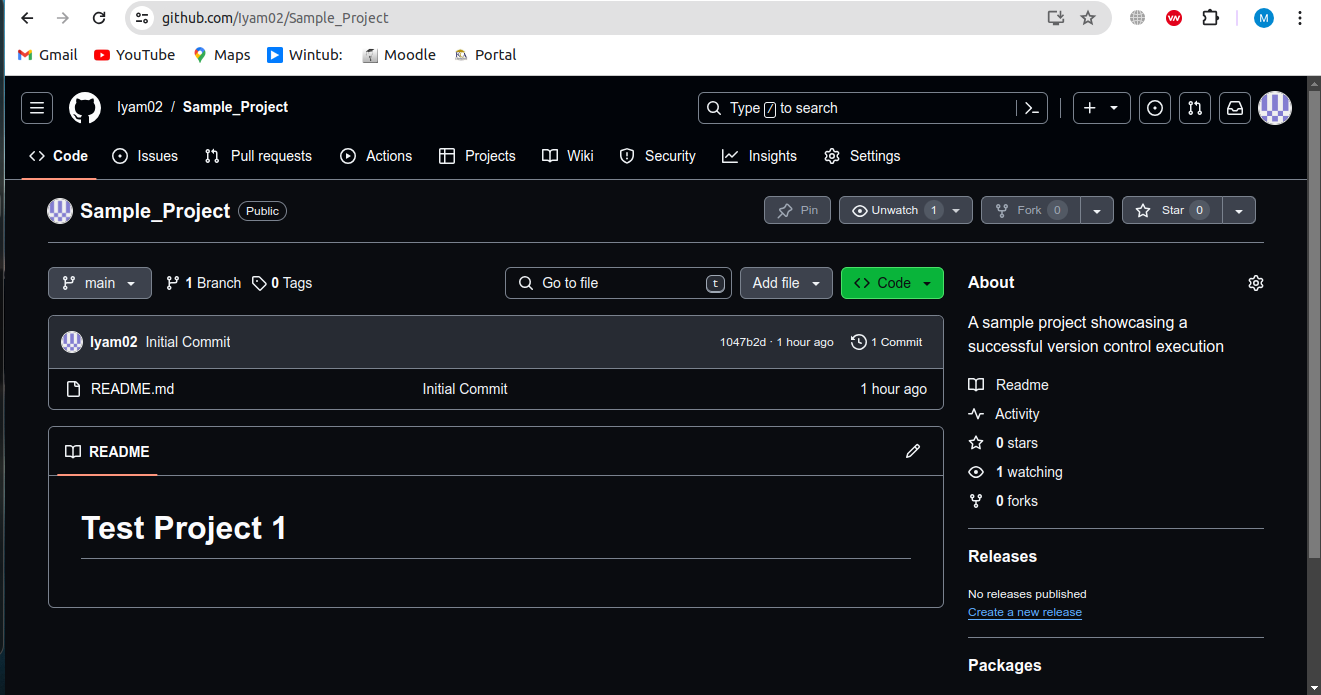 github.com/Iyam02/Sample_Project
M
Gmail YouTube Maps Wintub: Moodle Portal
Iyam02 / Sample_Project Type / to search
Code Issues Pull requests Actions Projects Wiki Security Insights Settings
Sample_Project Public Pin Unwatch 1 Fork 0 Star 0
main 1 Branch 0 Tags Go to file t Add file Code
Iyam02 Initial Commit 1047b2d · 1 hour ago 1 Commit
README.md Initial Commit 1 hour ago
README
Test Project 1
About
A sample project showcasing a
successful version control execution
Readme
Activity
0 stars
1 watching
0 forks
Releases
No releases published
Create a new release
Packages